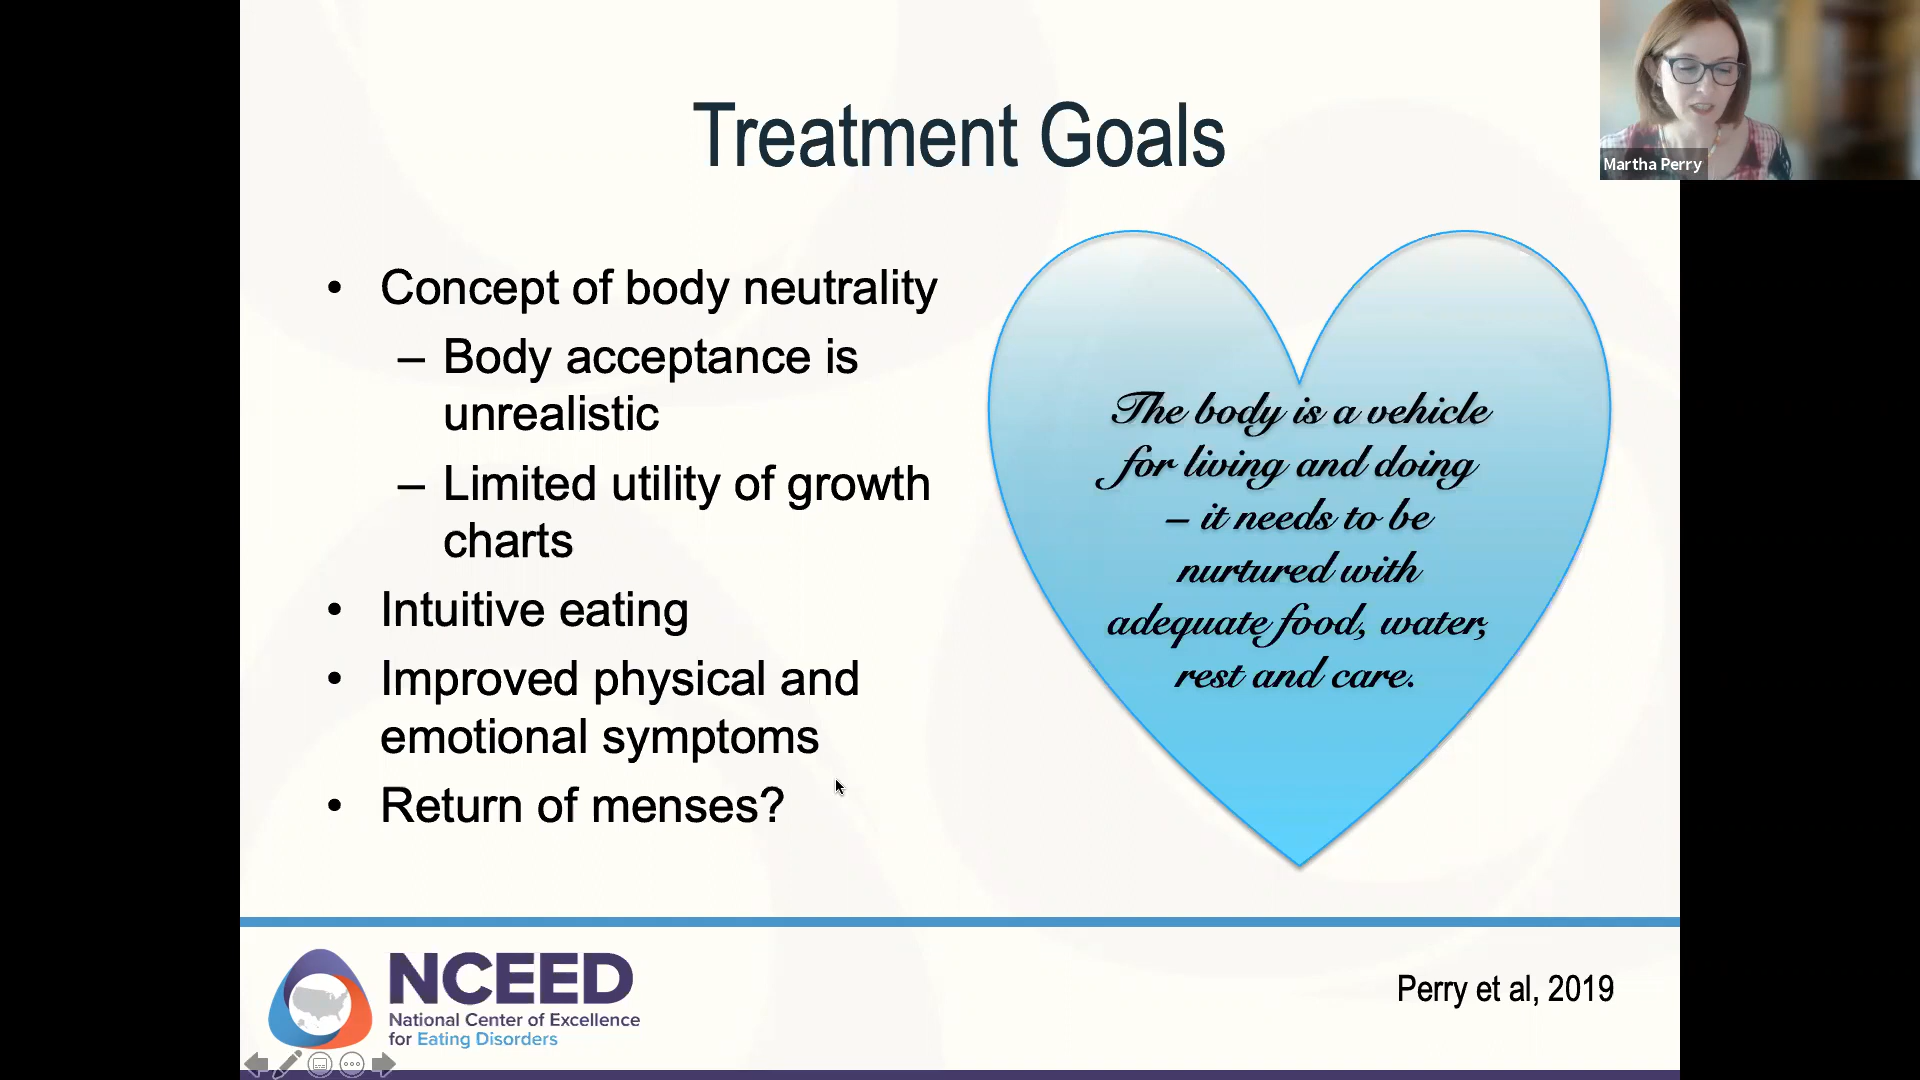 Treatment Goals
Martha Perry
• Concept of body neutrality
– Body acceptance is
unrealistic
– Limited utility of growth
charts
• Intuitive eating
• Improved physical and
emotional symptoms
• Return of menses?
The body is a vehicle
for living and doing
– it needs to be
nurtured with
adequate food, water,
rest and care.
NCEED
National Center of Excellence
for Eating Disorders
Perry et al, 2019